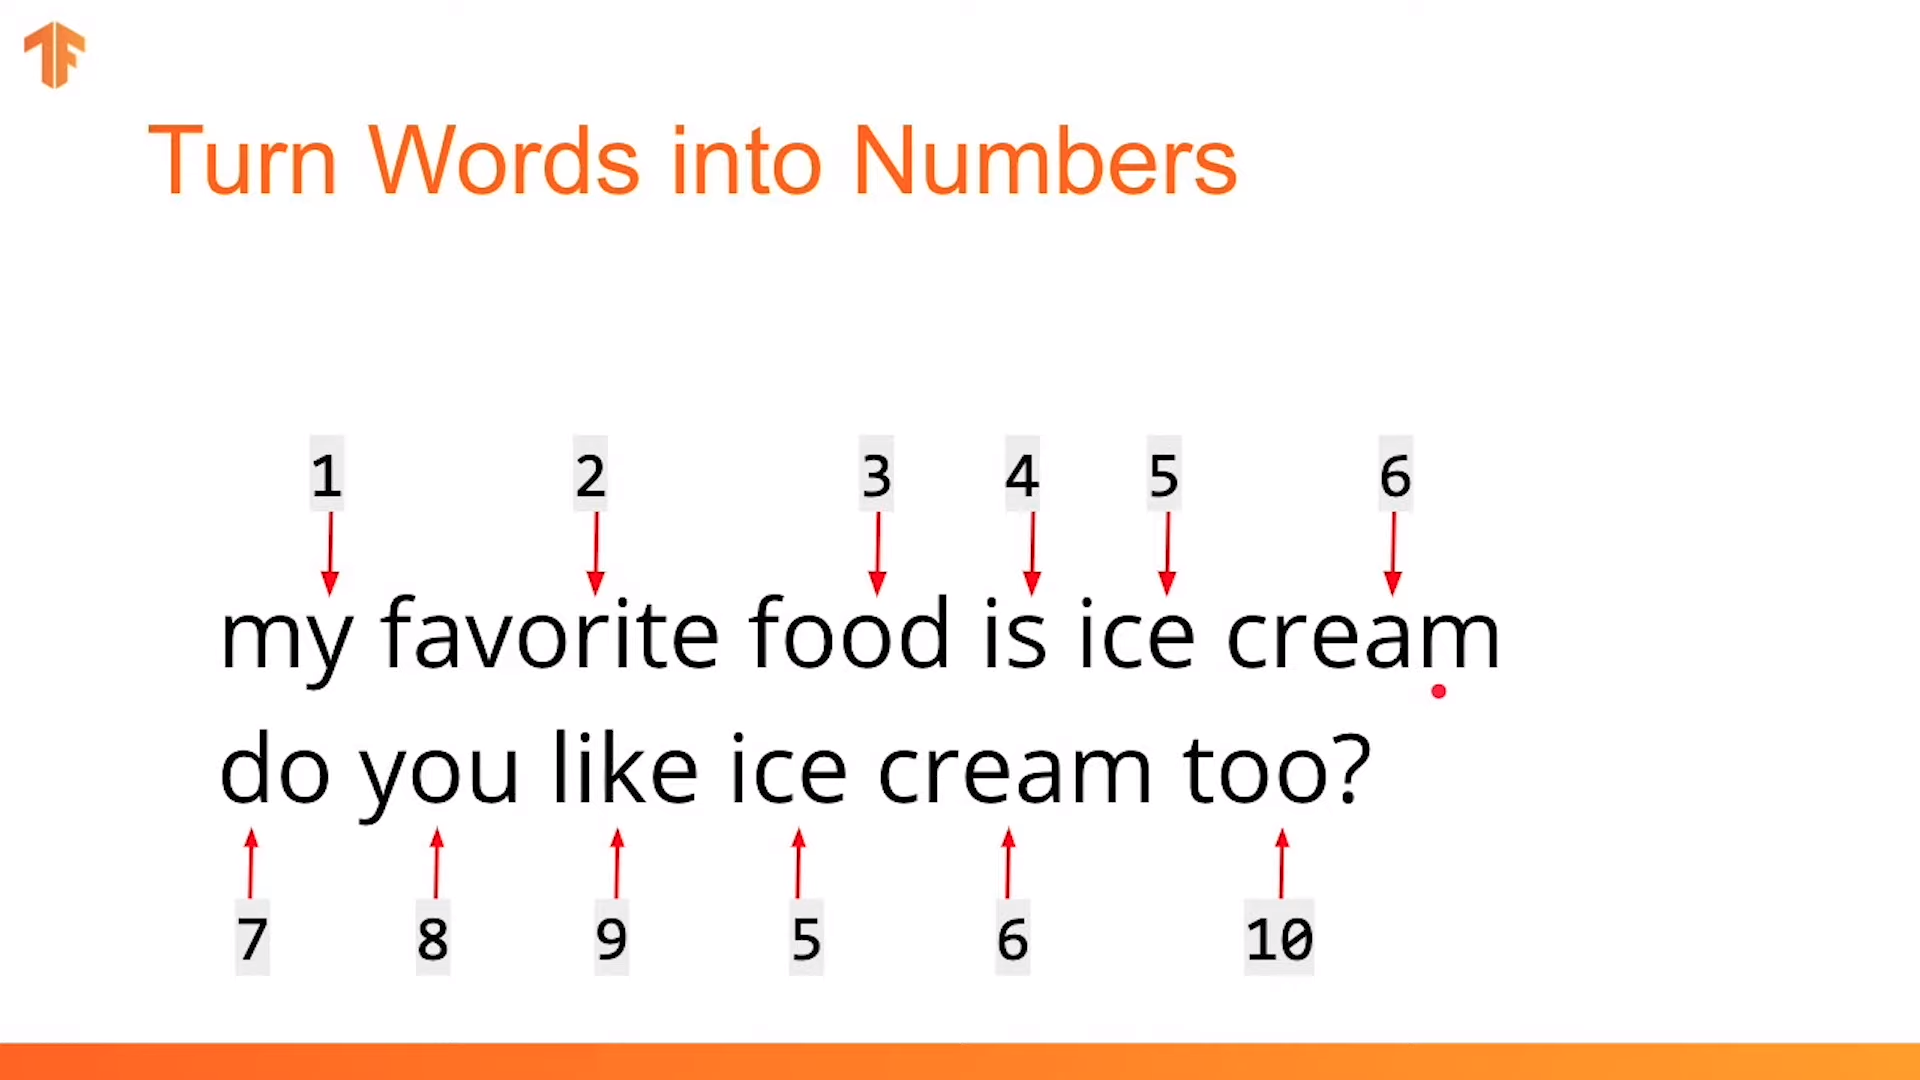 Turn Words into Numbers
1 2 3 4 5 6
my favorite food is ice cream
do you like ice cream too?
7 8 9 5 6 10